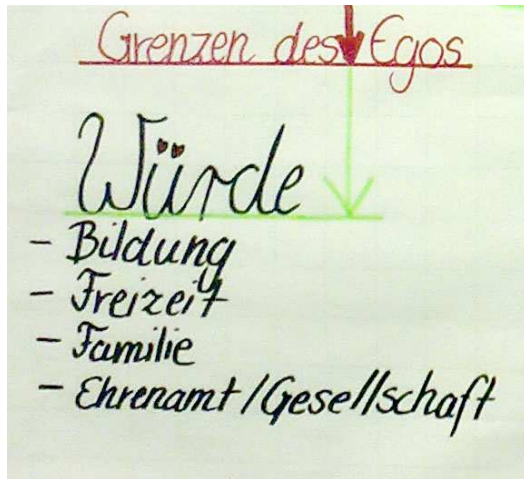 Grenzen des Egos
Würde
- Bildung
- Freizeit
- Familie
- Ehrenamt/Gesellschaft